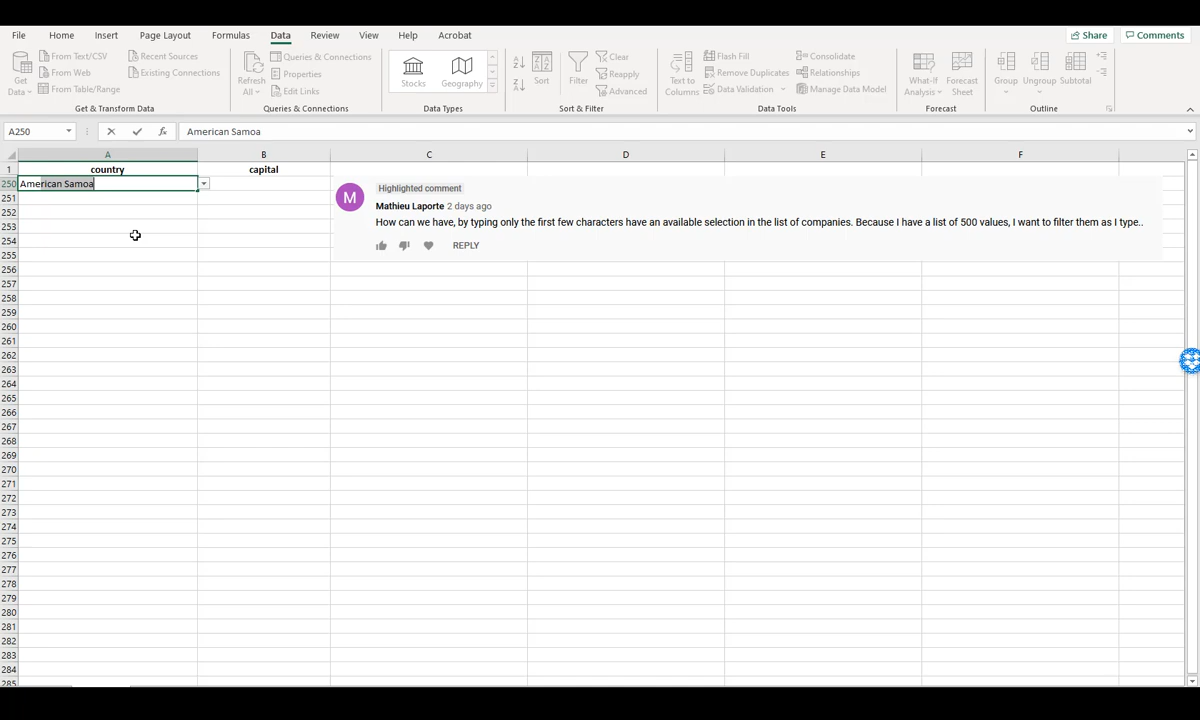 File Home Insert Page Layout Formulas Data Review View Help Acrobat Share Comments
Get Data From Text/CSV From Web From Table/Range Recent Sources Existing Connections
Get & Transform Data
Refresh All Queries & Connections Properties Edit Links
Queries & Connections
Stocks Geography
Data Types
Sort Filter Clear Reapply Advanced
Sort & Filter
Text to Columns Flash Fill Remove Duplicates Data Validation Consolidate Relationships Manage Data Model
Data Tools
What-If Analysis Forecast Sheet
Forecast
Group Ungroup Subtotal
Outline
A250 fx American Samoa
A B C D E F
1 country capital
250 American Samoa
251
252
253
254
255
256
257
258
259
260
261
262
263
264
265
266
267
268
269
270
271
272
273
274
275
276
277
278
279
280
281
282
283
284
285
M
Highlighted comment
Mathieu Laporte 2 days ago
How can we have, by typing only the first few characters have an available selection in the list of companies. Because I have a list of 500 values, I want to filter them as I type..
REPLY